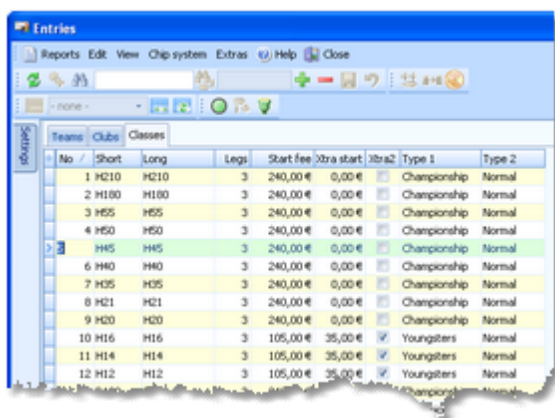 Entries
Reports Edit View Chip system Extras Help Close
- none -
Settings
Teams Clubs Classes
No Short Long Legs Start fee Xtra start Xtra2 Type 1 Type 2
1 H210 H210 3 240,00 € 0,00 € Championship Normal
2 H180 H180 3 240,00 € 0,00 € Championship Normal
3 H55 H55 3 240,00 € 0,00 € Championship Normal
4 H50 H50 3 240,00 € 0,00 € Championship Normal
5 H45 H45 3 240,00 € 0,00 € Championship Normal
6 H40 H40 3 240,00 € 0,00 € Championship Normal
7 H35 H35 3 240,00 € 0,00 € Championship Normal
8 H21 H21 3 240,00 € 0,00 € Championship Normal
9 H20 H20 3 240,00 € 0,00 € Championship Normal
10 H16 H16 3 105,00 € 35,00 € Youngsters Normal
11 H14 H14 3 105,00 € 35,00 € Youngsters Normal
12 H12 H12 3 105,00 € 35,00 € Youngsters Normal
Championship Normal